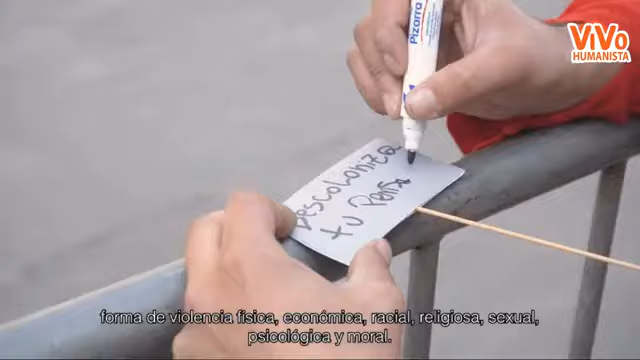 ViVo
HUMANISTA
Pizarra
Descoloniza
tu Pensa
forma de violencia física, económica, racial, religiosa, sexual,
psicológica y moral.